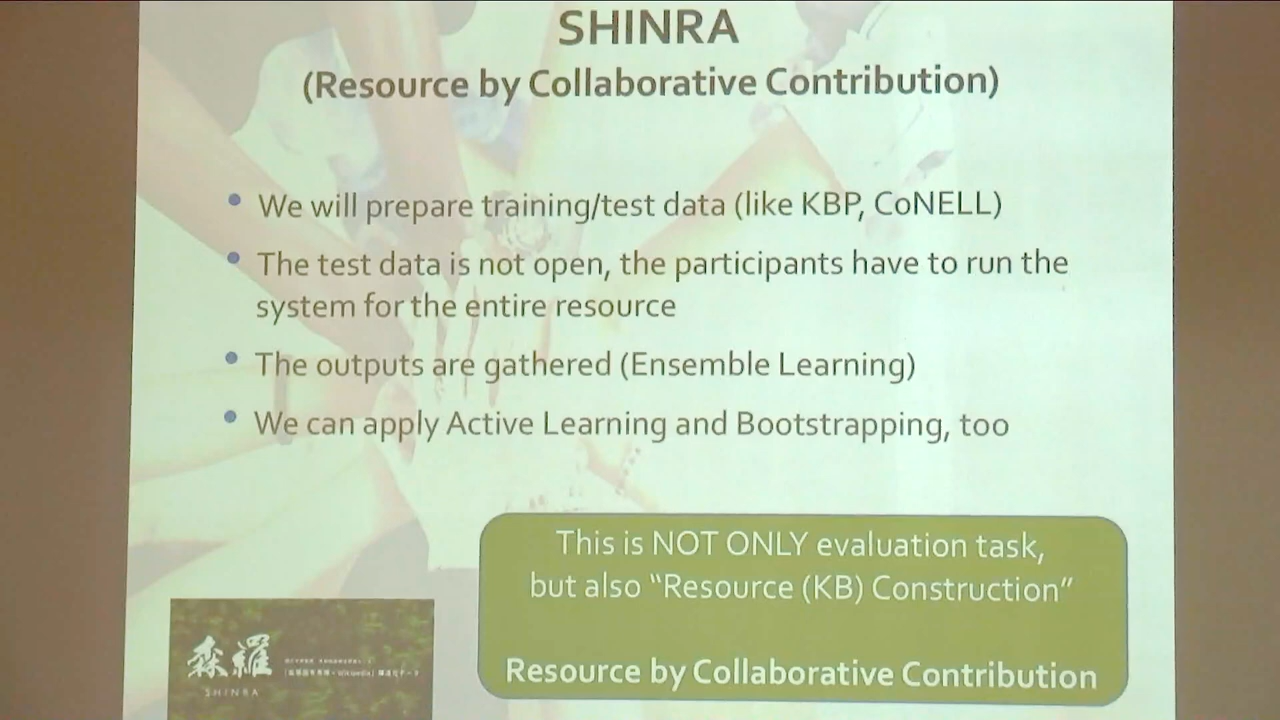 SHINRA
(Resource by Collaborative Contribution)
• We will prepare training/test data (like KBP, CoNELL)
• The test data is not open, the participants have to run the
system for the entire resource
• The outputs are gathered (Ensemble Learning)
• We can apply Active Learning and Bootstrapping, too
This is NOT ONLY evaluation task,
but also “Resource (KB) Construction”
Resource by Collaborative Contribution
森羅
SHINRA